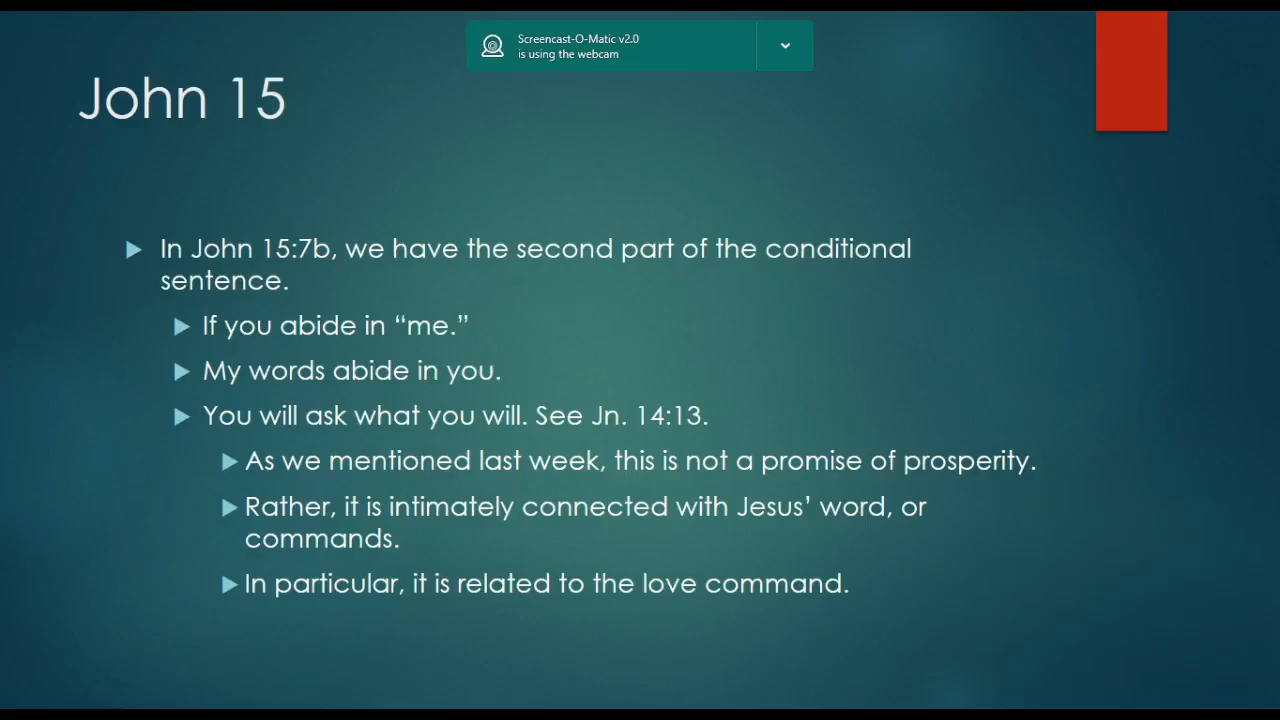 Screencast-O-Matic v2.0
is using the webcam
John 15
In John 15:7b, we have the second part of the conditional
sentence.
If you abide in “me.”
My words abide in you.
You will ask what you will. See Jn. 14:13.
As we mentioned last week, this is not a promise of prosperity.
Rather, it is intimately connected with Jesus’ word, or
commands.
In particular, it is related to the love command.